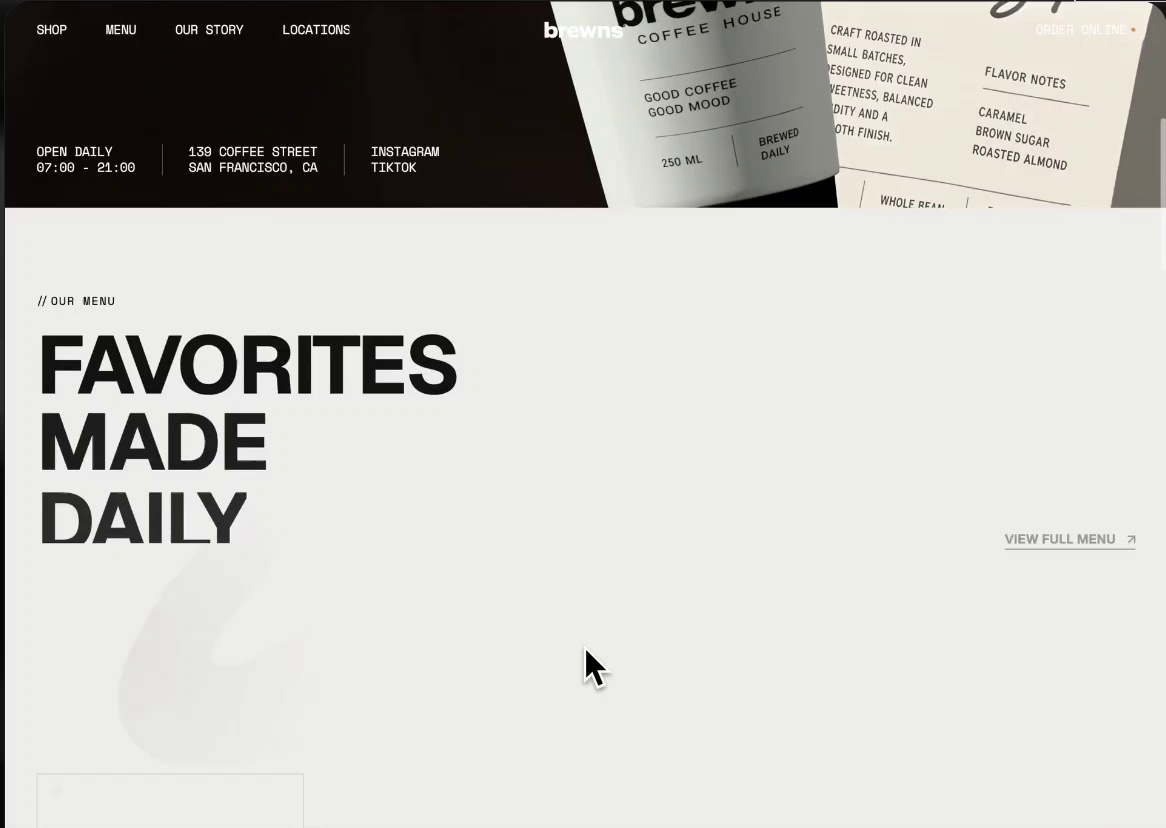 SHOP
MENU
OUR STORY
LOCATIONS
brewns
ORDER ONLINE
COFFEE HOUSE
GOOD COFFEE
GOOD MOOD
250 ML
BREWED
DAILY
CRAFT ROASTED IN
SMALL BATCHES,
DESIGNED FOR CLEAN
SWEETNESS, BALANCED
AND A
FINISH.
FLAVOR NOTES
CARAMEL
BROWN SUGAR
ROASTED ALMOND
WHOLE BEAN
OPEN DAILY
07:00 - 21:00
139 COFFEE STREET
SAN FRANCISCO, CA
INSTAGRAM
TIKTOK
// OUR MENU
FAVORITES
MADE
DAILY
VIEW FULL MENU